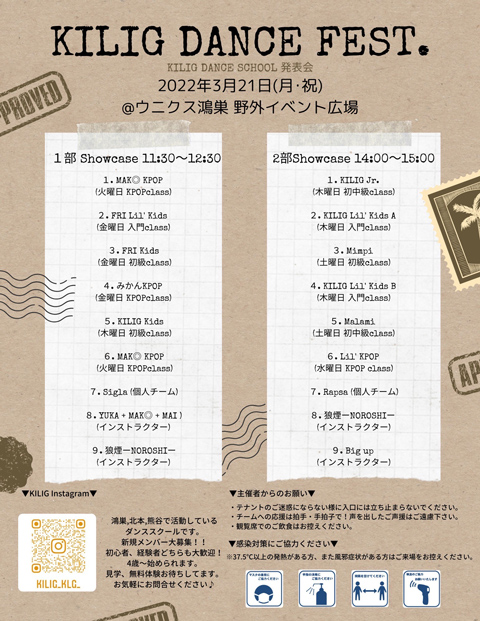 KILIG DANCE FEST.
KILIG DANCE SCHOOL 発表会
2022年3月21日(月·祝)
@ウニクス鴻巣 野外イベント広場
PROVED
1部 Showcase 11:30〜12:30
1. MAK◎ KPOP
(火曜日 KPOPclass)
2. FRI Lil' Kids
(金曜日 入門class)
3. FRI Kids
(金曜日 初級class)
4. みかんKPOP
(金曜日 KPOPclass)
5. KILIG Kids
(木曜日 初級class)
6. MAK◎ KPOP
(火曜日 KPOPclass)
7. Sigla (個人チーム)
8. YUKA + MAK◎ + MAI )
(インストラクター)
9. 狼煙ーNOROSHIー
(インストラクター)
2部Showcase 14:00〜15:00
1. KILIG Jr.
(木曜日 初中級class)
2. KILIG Lil' Kids A
(木曜日 入門class)
3. Mimpi
(土曜日 初級class)
4. KILIG Lil' Kids B
(木曜日 入門class)
5. Malami
(土曜日 初中級class)
6. Lil' KPOP
(水曜日 KPOP class)
7. Rapsa (個人チーム)
8. 狼煙ーNOROSHIー
(インストラクター)
9. Big up
(インストラクター)
AP
▼KILIG Instagram▼
KILIG_KLG_
鴻巣,北本,熊谷で活動している
ダンススクールです。
新規メンバー大募集！！
初心者、経験者どちらも大歓迎！
4歳〜始められます。
見学、無料体験お待ちしてます。
お気軽にお問合せください♪
▼主催者からのお願い▼
・テナントのご迷惑にならない様に入口には立ち止まらないでください。
・チームへの応援は拍手・手拍子で！声を出したご声援はご遠慮下さい。
・観覧席でのご飲食はお控えください。
▼感染対策にご協力ください▼
※37.5℃以上の発熱がある方、また風邪症状がある方はご来場をお控えください。